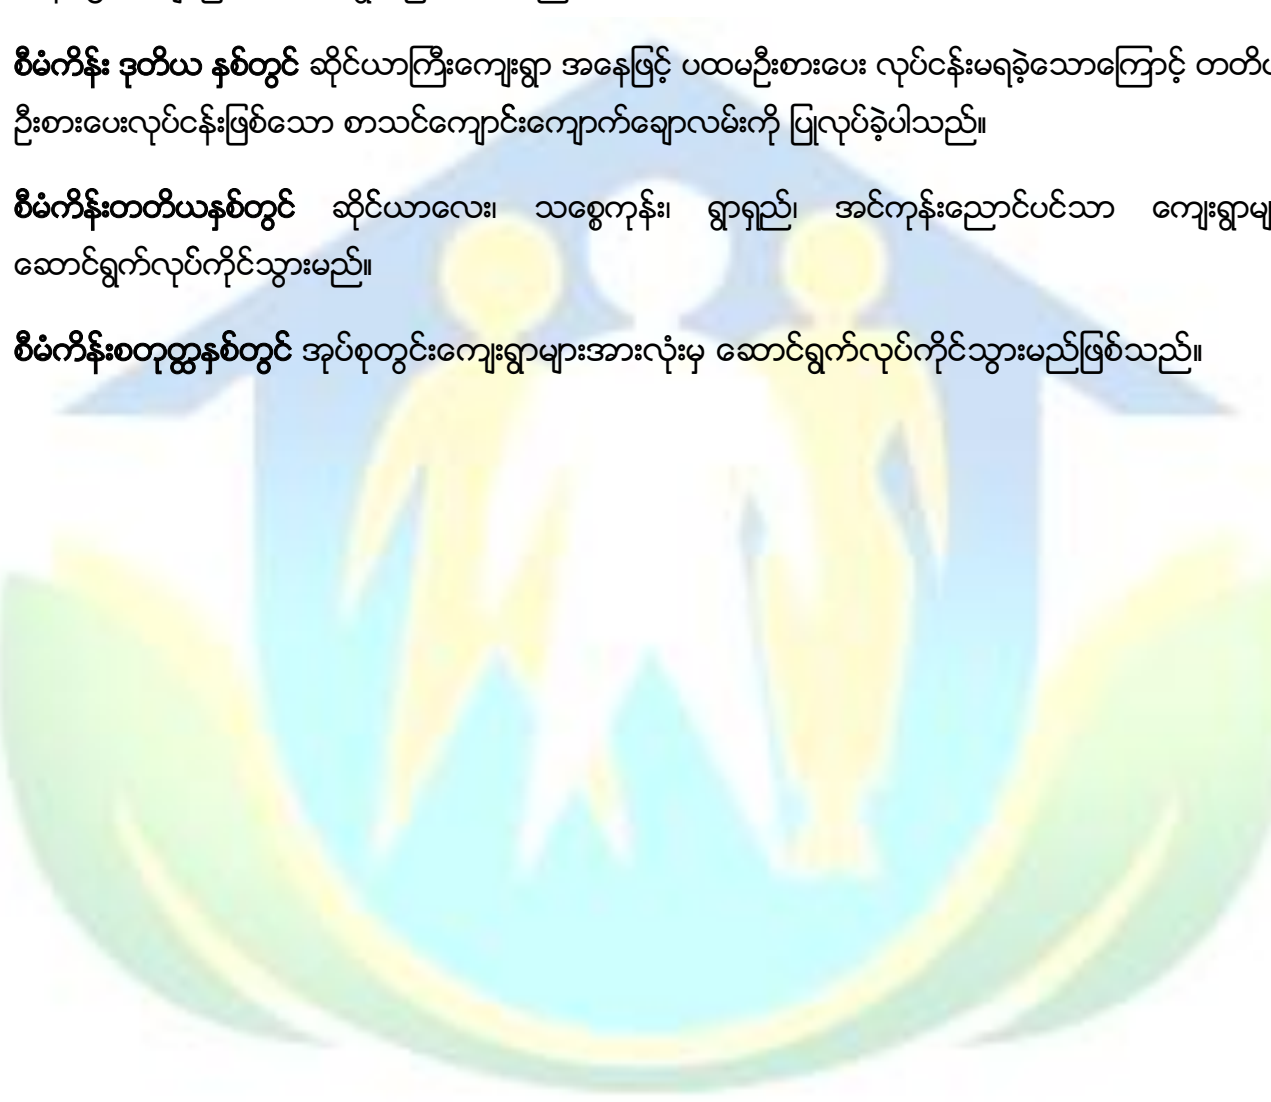 စီမံကိန်း ဒုတိယ နှစ်တွင် ဆိုင်ယာကြီးကျေးရွာ အနေဖြင့် ပထမဦးစားပေး လုပ်ငန်းမရခဲ့သောကြောင့်
ဦးစားပေးလုပ်ငန်းဖြစ်သော စာသင်ကျောင်းကျောက်ချောလမ်းကို ပြုလုပ်ခဲ့ပါသည်။
စီမံကိန်းတတိယနှစ်တွင် ဆိုင်ယာလေး၊ သစ္စေကုန်း၊ ရွာရှည်၊ အင်ကုန်းညောင်ပင်သာ
ဆောင်ရွက်လုပ်ကိုင်သွားမည်။
စီမံကိန်းစတုတ္ထနှစ်တွင် အုပ်စုတွင်းကျေးရွာများအားလုံးမှ ဆောင်ရွက်လုပ်ကိုင်သွားမည်ဖြစ်သည်။